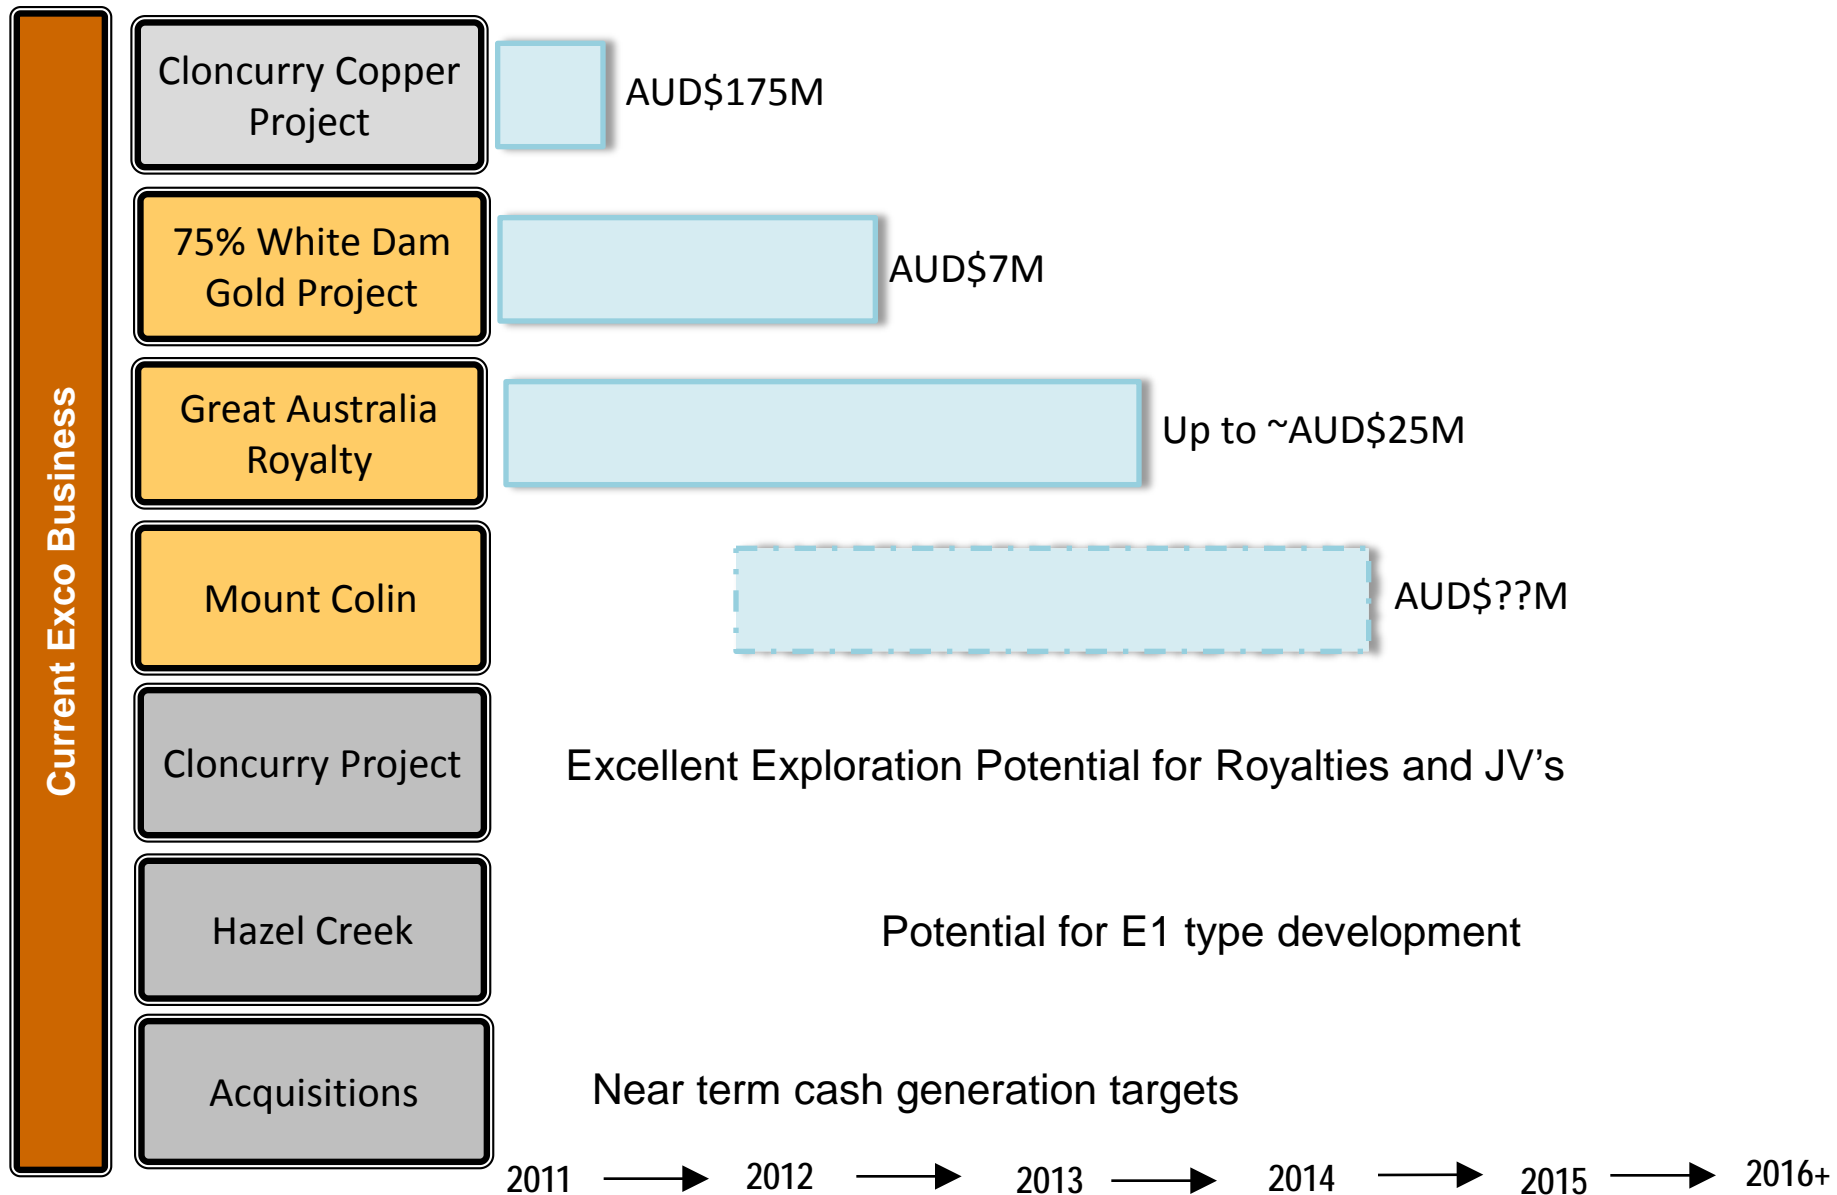 Current Exco Business
Cloncurry Copper
Project
AUD$175M
75% White Dam
Gold Project
AUD$7M
Great Australia
Royalty
Up to ~AUD$25M
Mount Colin
AUD$??M
Cloncurry Project
Excellent Exploration Potential for Royalties and JV’s
Hazel Creek
Potential for E1 type development
Acquisitions
Near term cash generation targets
2011 2012 2013 2014 2015 2016+